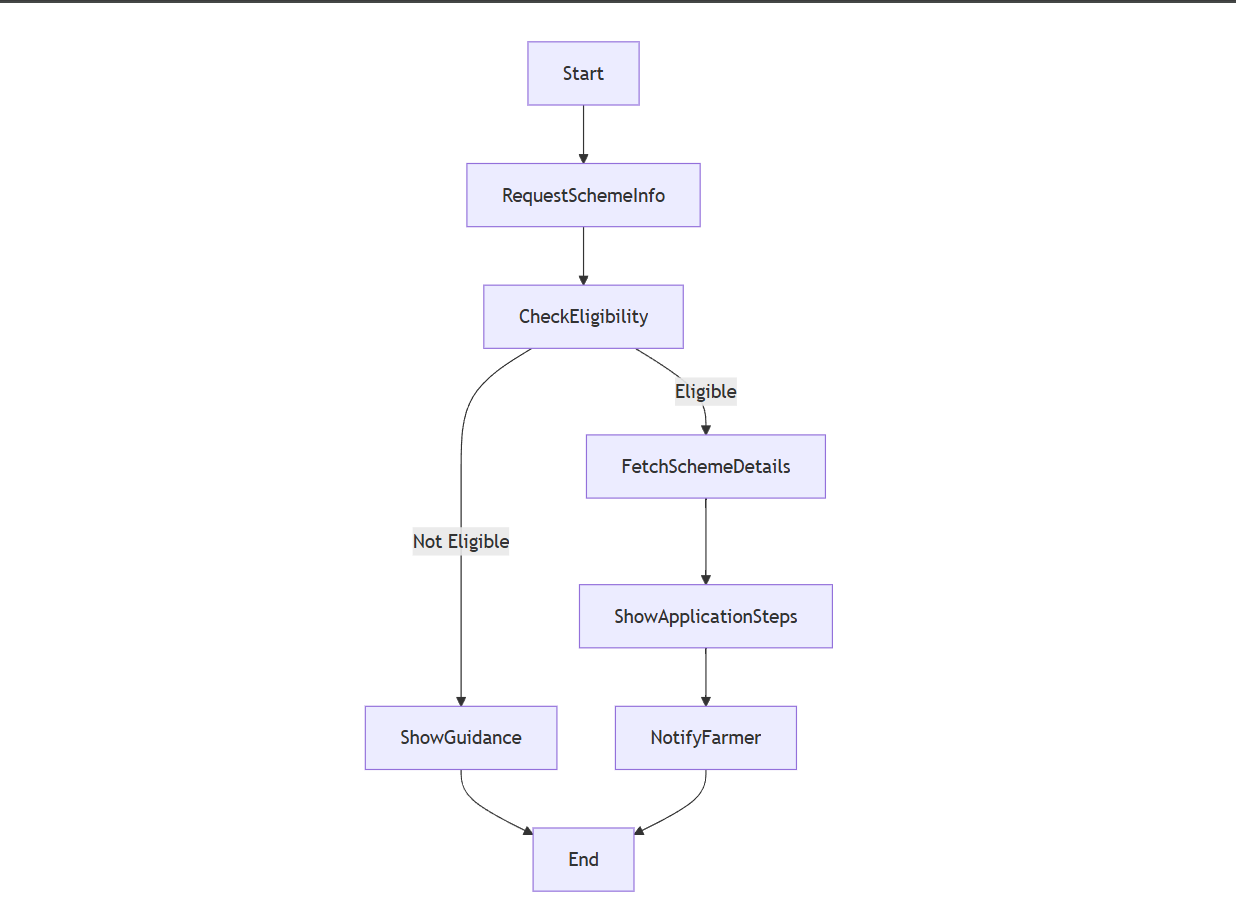 Start
RequestSchemeInfo
CheckEligibility
Eligible
FetchSchemeDetails
Not Eligible
ShowApplicationSteps
ShowGuidance
NotifyFarmer
End